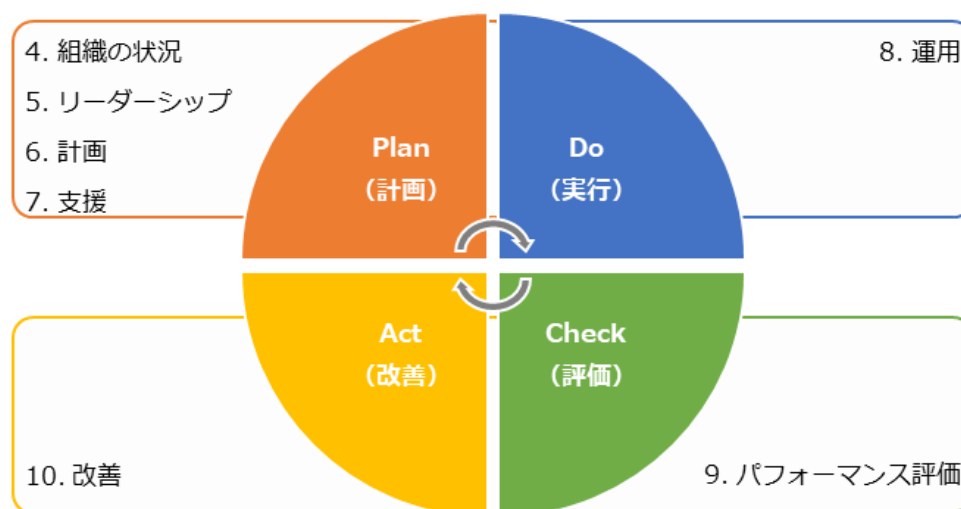 4. 組織の状況
5. リーダーシップ
6. 計画
7. 支援
Plan
（計画）
Do
（実行）
8. 運用
Act
（改善）
10. 改善
Check
（評価）
9. パフォーマンス評価